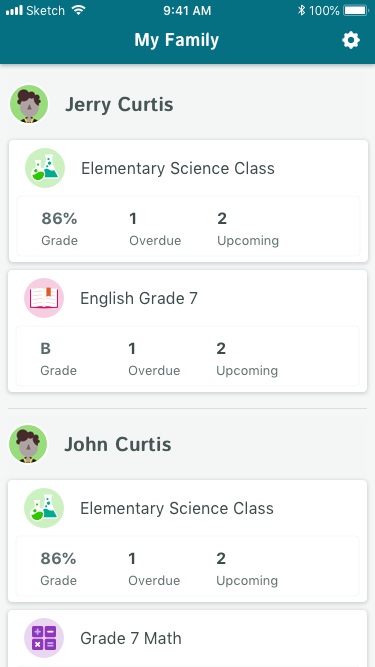 Sketch 9:41 AM 100%
My Family
Jerry Curtis
Elementary Science Class
86% 1 2
Grade Overdue Upcoming
English Grade 7
B 1 2
Grade Overdue Upcoming
John Curtis
Elementary Science Class
86% 1 2
Grade Overdue Upcoming
Grade 7 Math